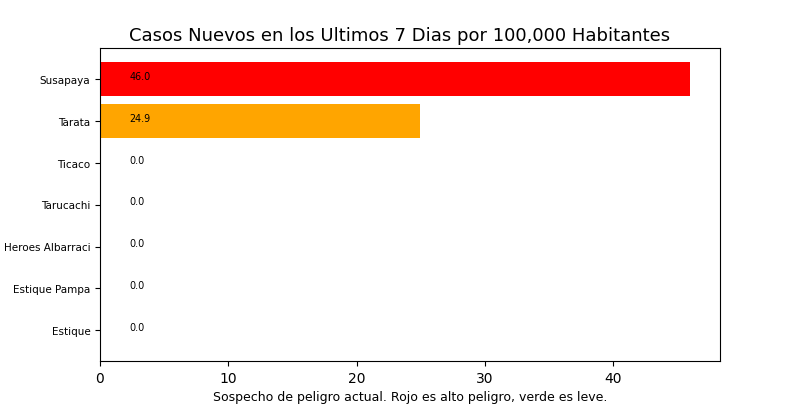 Casos Nuevos en los Ultimos 7 Dias por 100,000 Habitantes
Susapaya 46.0
Tarata 24.9
Ticaco 0.0
Tarucachi 0.0
Heroes Albarraci 0.0
Estique Pampa 0.0
Estique 0.0
0 10 20 30 40
Sospecho de peligro actual. Rojo es alto peligro, verde es leve.